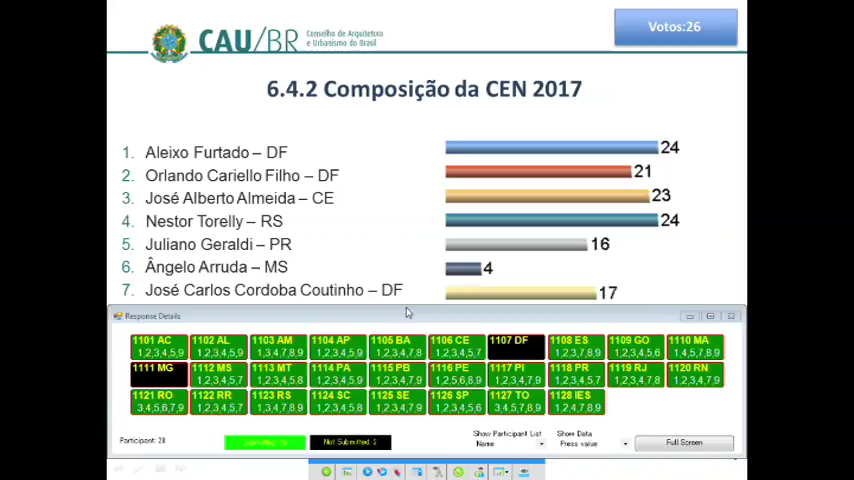 CAU/BR Conselho de Arquitetura
e Urbanismo do Brasil
Votos:26
6.4.2 Composição da CEN 2017
1. Aleixo Furtado – DF 24
2. Orlando Cariello Filho – DF 21
3. José Alberto Almeida – CE 23
4. Nestor Torelly – RS 24
5. Juliano Geraldi – PR 16
6. Ângelo Arruda – MS 4
7. José Carlos Cordoba Coutinho – DF 17
Response Details
1101 AC 1102 AL 1103 AM 1104 AP 1105 BA 1106 CE 1107 DF 1108 ES 1109 GO 1110 MA
1,2,3,4,5,9 1,2,3,4,5,9 1,3,4,7,8,9 1,2,3,4,5,9 1,2,3,4,7,8 1,2,3,4,5,7 1,2,3,7,8,9 1,2,3,4,5,6 1,4,5,7,8,9
1111 MG 1112 MS 1113 MT 1114 PA 1115 PB 1116 PE 1117 PI 1118 PR 1119 RJ 1120 RN
1,2,3,4,5,7 1,2,3,4,5,8 1,2,3,4,5,9 1,2,3,4,7,9 1,2,5,6,8,9 1,2,3,4,7,9 1,2,3,4,5,7 1,2,3,4,7,8 1,2,3,4,7,9
1121 RO 1122 RR 1123 RS 1124 SC 1125 SE 1126 SP 1127 TO 1128 IES
3,4,5,6,7,9 1,2,3,4,5,7 1,3,4,7,8,9 1,2,3,4,5,8 1,2,3,4,7,9 1,2,3,4,5,6 3,4,5,7,8,9 1,2,4,7,8,9
Participant: 28
Not Submitted: 2
Show Participant List Show Data
Name Press value
Full Screen